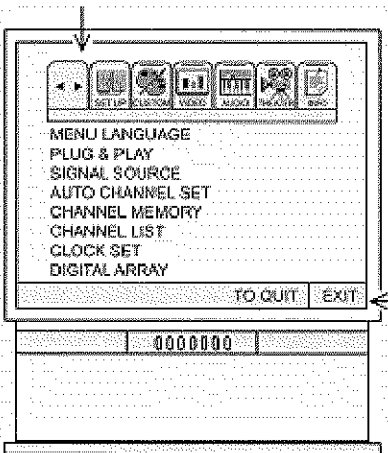 SET UP CUSTOM VIDEO AUDIO THEATER INFO
MENU LANGUAGE
PLUG & PLAY
SIGNAL SOURCE
AUTO CHANNEL SET
CHANNEL MEMORY
CHANNEL LIST
CLOCK SET
DIGITAL ARRAY
TO QUIT EXIT
0000000